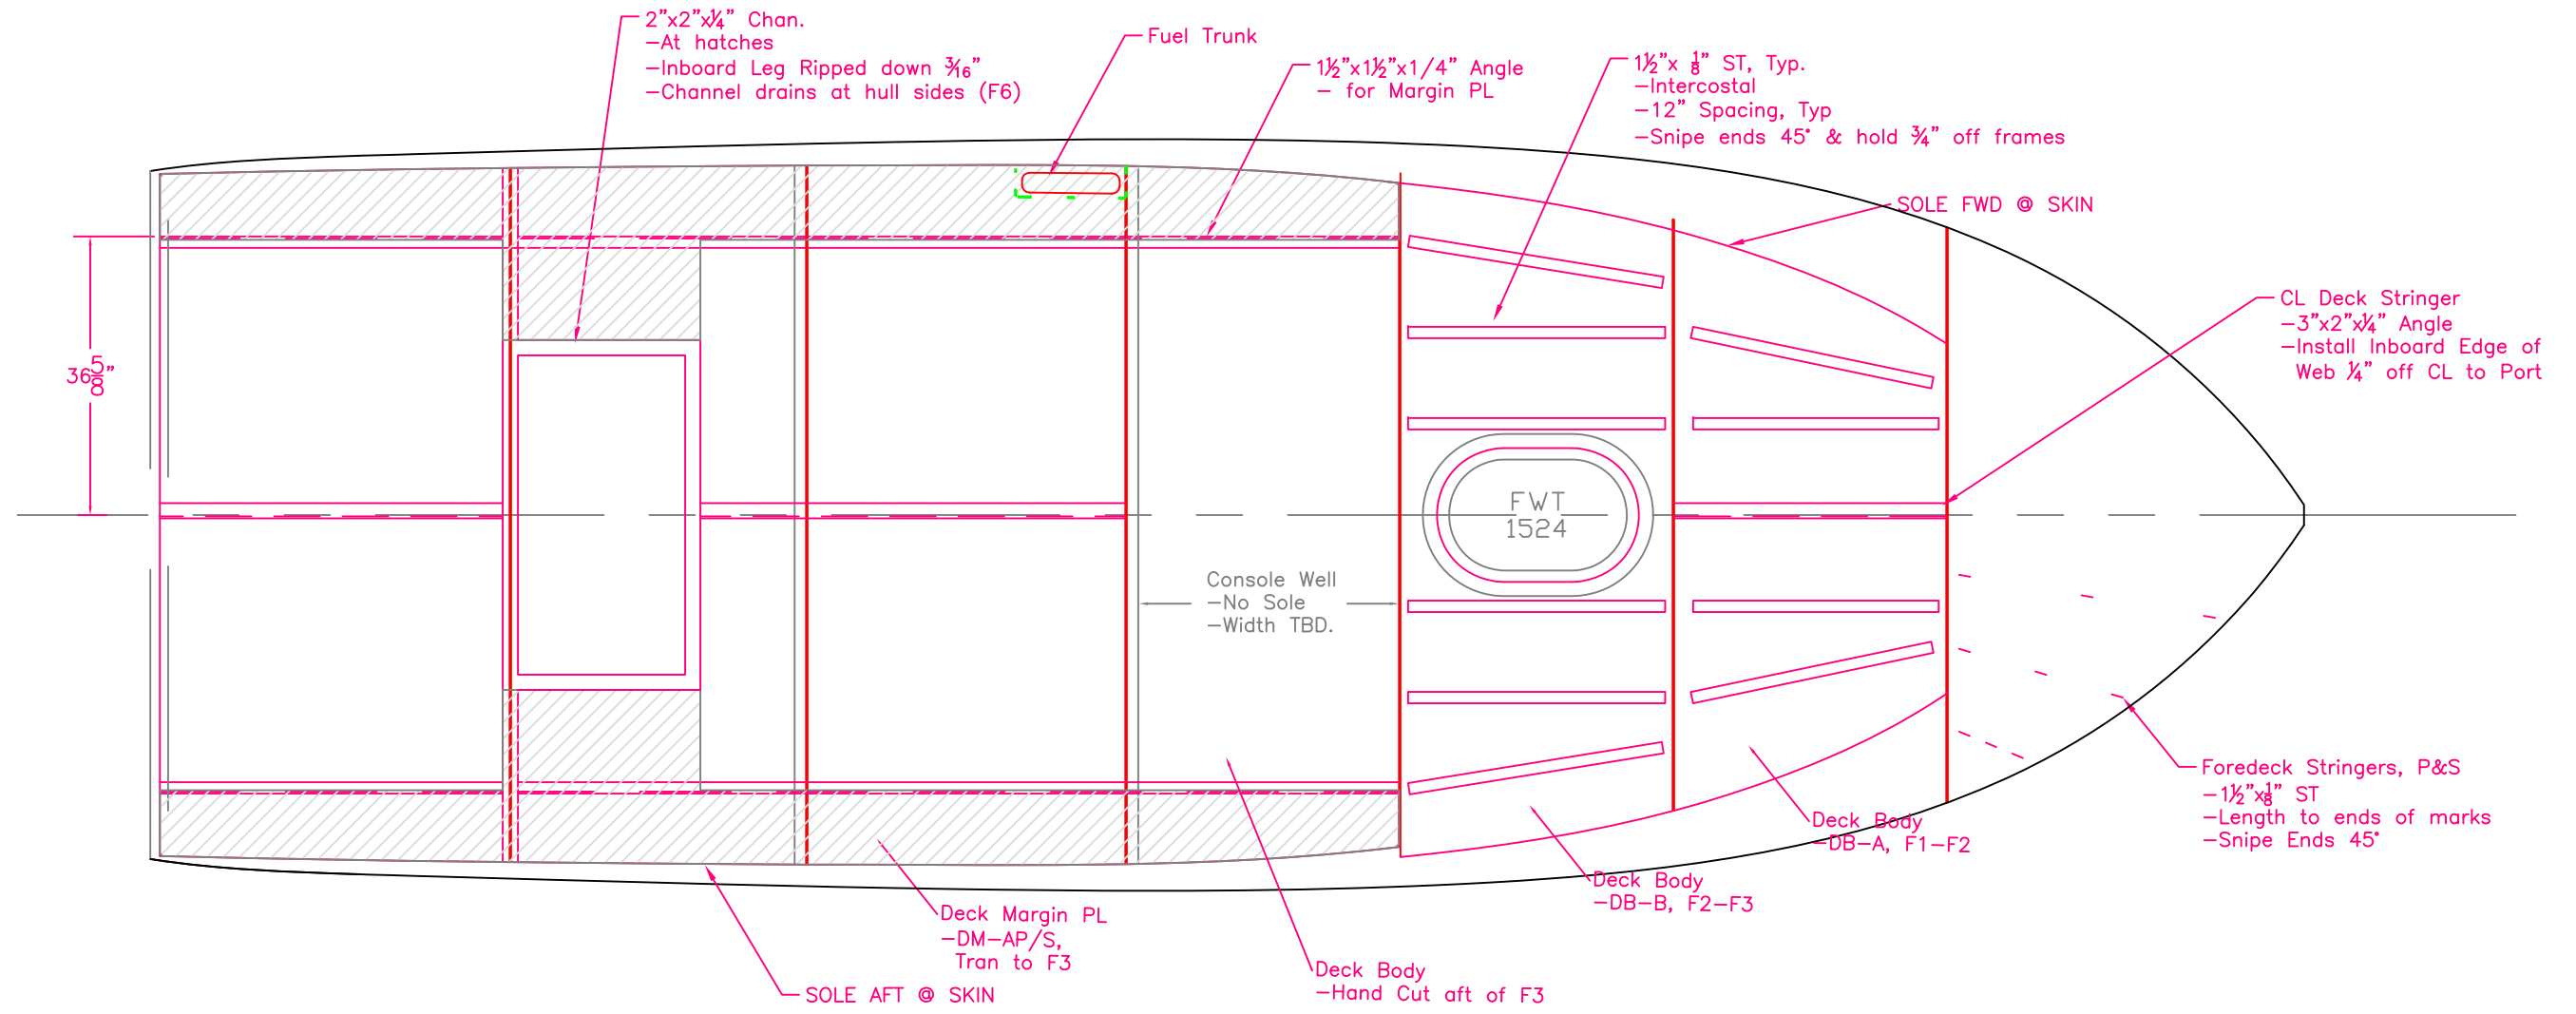 2"x2"x¼" Chan.
-At hatches
-Inboard Leg Ripped down 3/16"
-Channel drains at hull sides (F6)
Fuel Trunk
1½"x1½"x1/4" Angle
- for Margin PL
1½"x ⅛" ST, Typ.
-Intercostal
-12" Spacing, Typ
-Snipe ends 45° & hold ¾" off frames
SOLE FWD @ SKIN
CL Deck Stringer
-3"x2"x¼" Angle
-Install Inboard Edge of
Web ¼" off CL to Port
36⅝"
FWT
1524
Console Well
-No Sole
-Width TBD.
Foredeck Stringers, P&S
-1½"x⅛" ST
-Length to ends of marks
-Snipe Ends 45°
Deck Body
-DB-A, F1-F2
Deck Body
-DB-B, F2-F3
Deck Margin PL
-DM-AP/S,
Tran to F3
Deck Body
-Hand Cut aft of F3
SOLE AFT @ SKIN